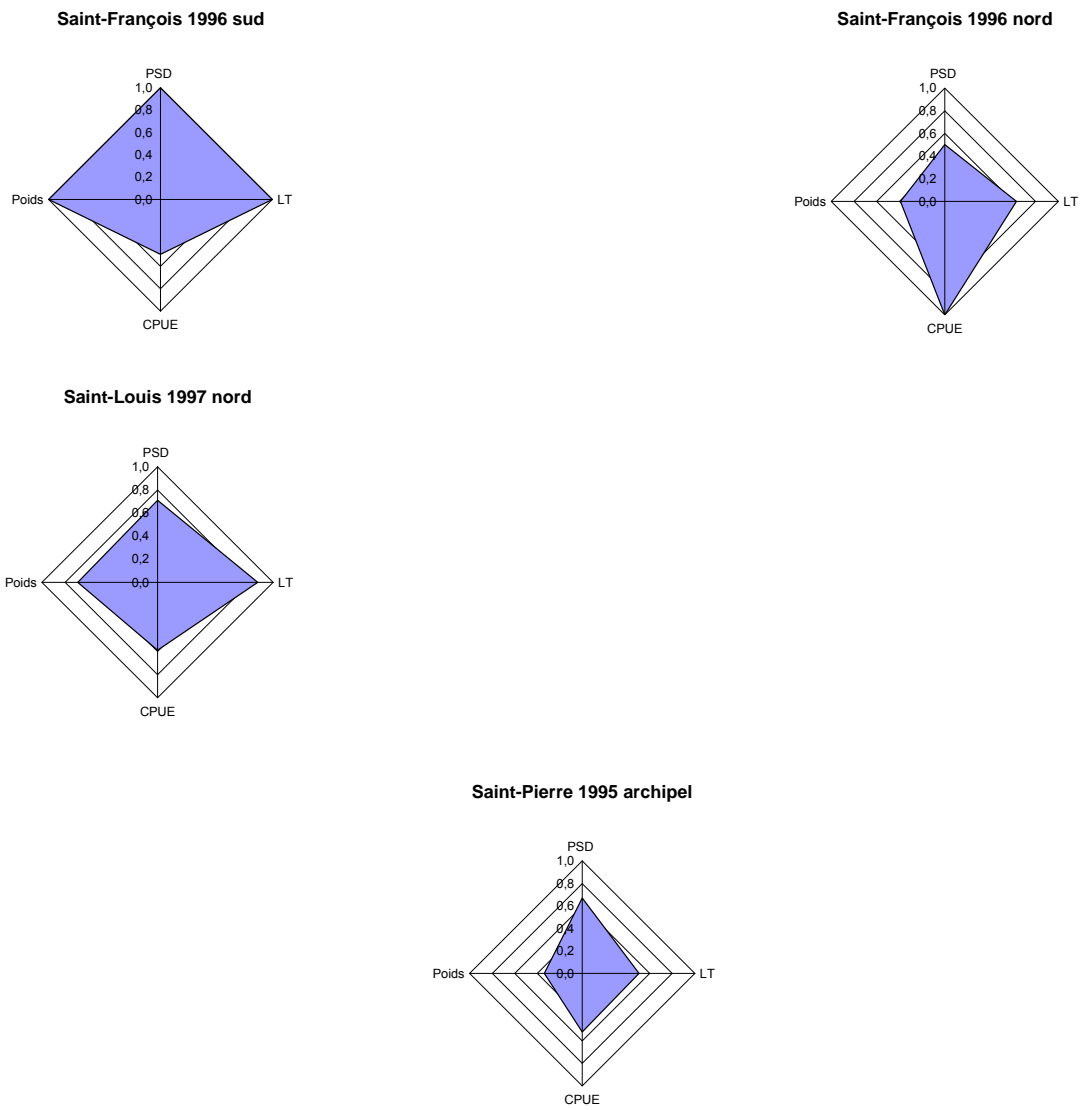 Saint-François 1996 sud
PSD
1,0
0,8
0,6
0,4
0,2
0,0
Poids
LT
CPUE
Saint-François 1996 nord
PSD
1,0
0,8
0,6
0,4
0,2
0,0
Poids
LT
CPUE
Saint-Louis 1997 nord
PSD
1,0
0,8
0,6
0,4
0,2
0,0
Poids
LT
CPUE
Saint-Pierre 1995 archipel
PSD
1,0
0,8
0,6
0,4
0,2
0,0
Poids
LT
CPUE